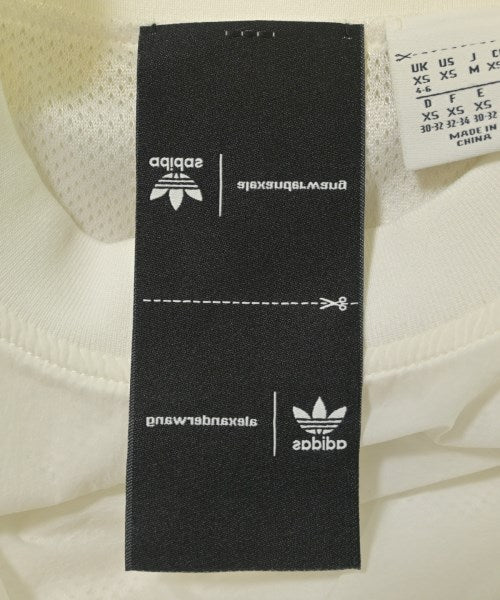 UK US J C
XS XS M XS
4-6
D F E
XS XS XS
30-32 32-34 30-32
MADE IN
CHINA
adidas | alexanderwang
alexanderwang | adidas